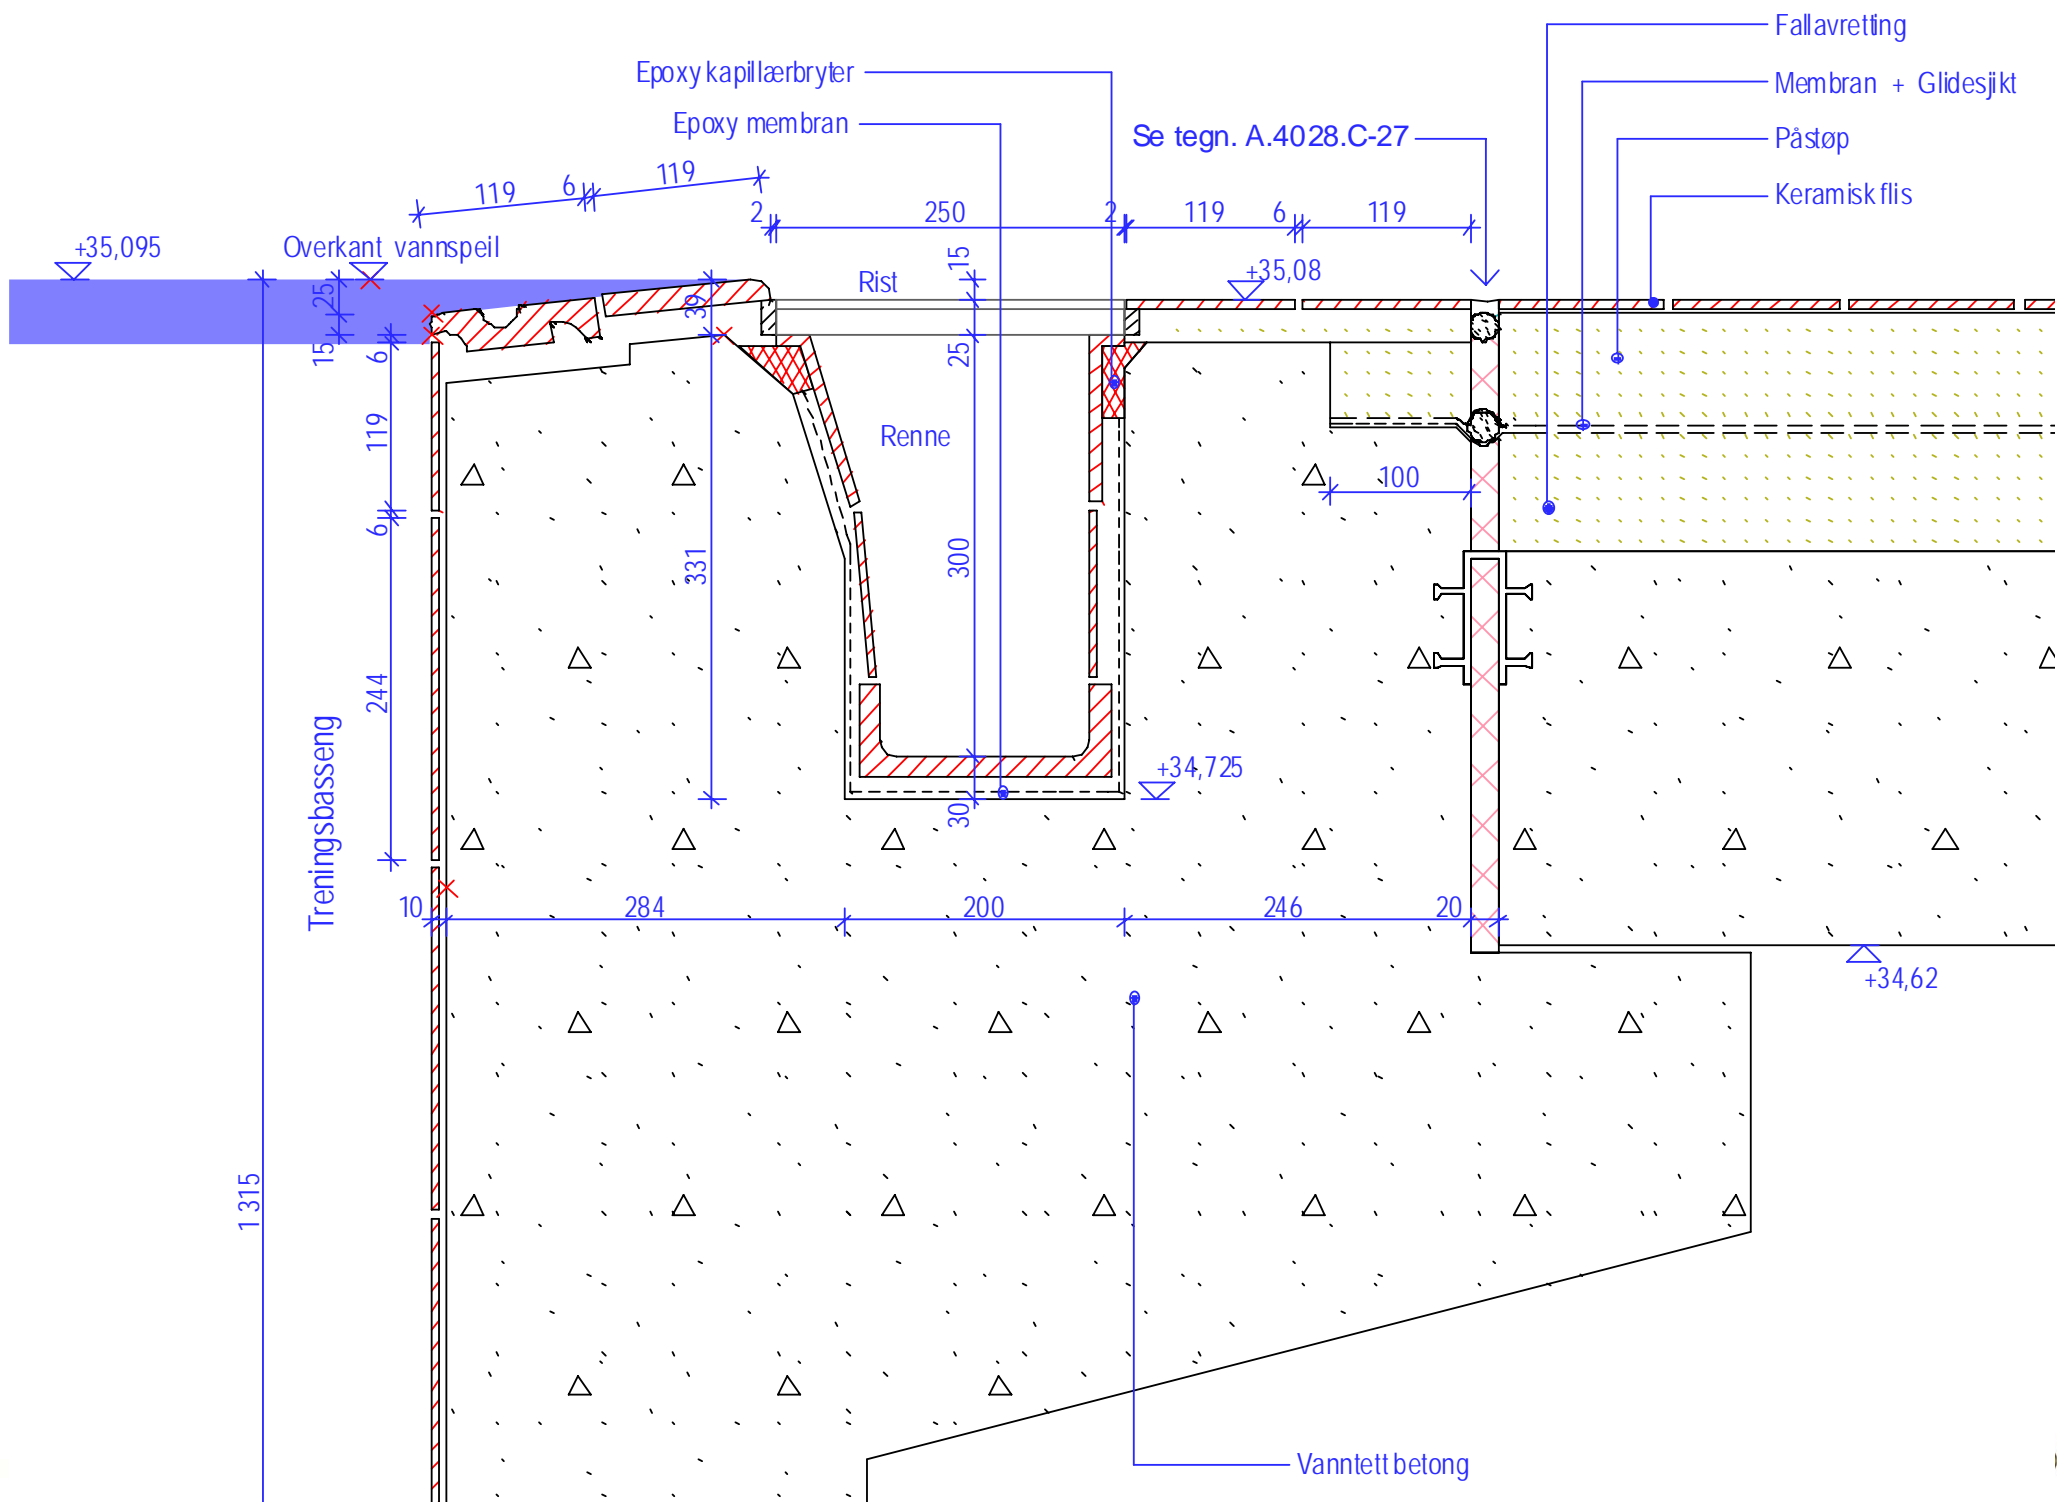 Fallavretting
Epoxy kapillærbryter
Membran + Glidesjikt
Epoxy membran
Se tegn. A.4028.C-27
Påstøp
119 6 119
Keramisk flis
2 250 2 119 6 119
+35,095
Overkant vannspeil
15
+35,08
Rist
25
39
15
6
25
119
Renne
100
6
331
300
244
+34,725
30
Treningsbasseng
10 284 200 246 20
+34,62
1315
Vanntett betong